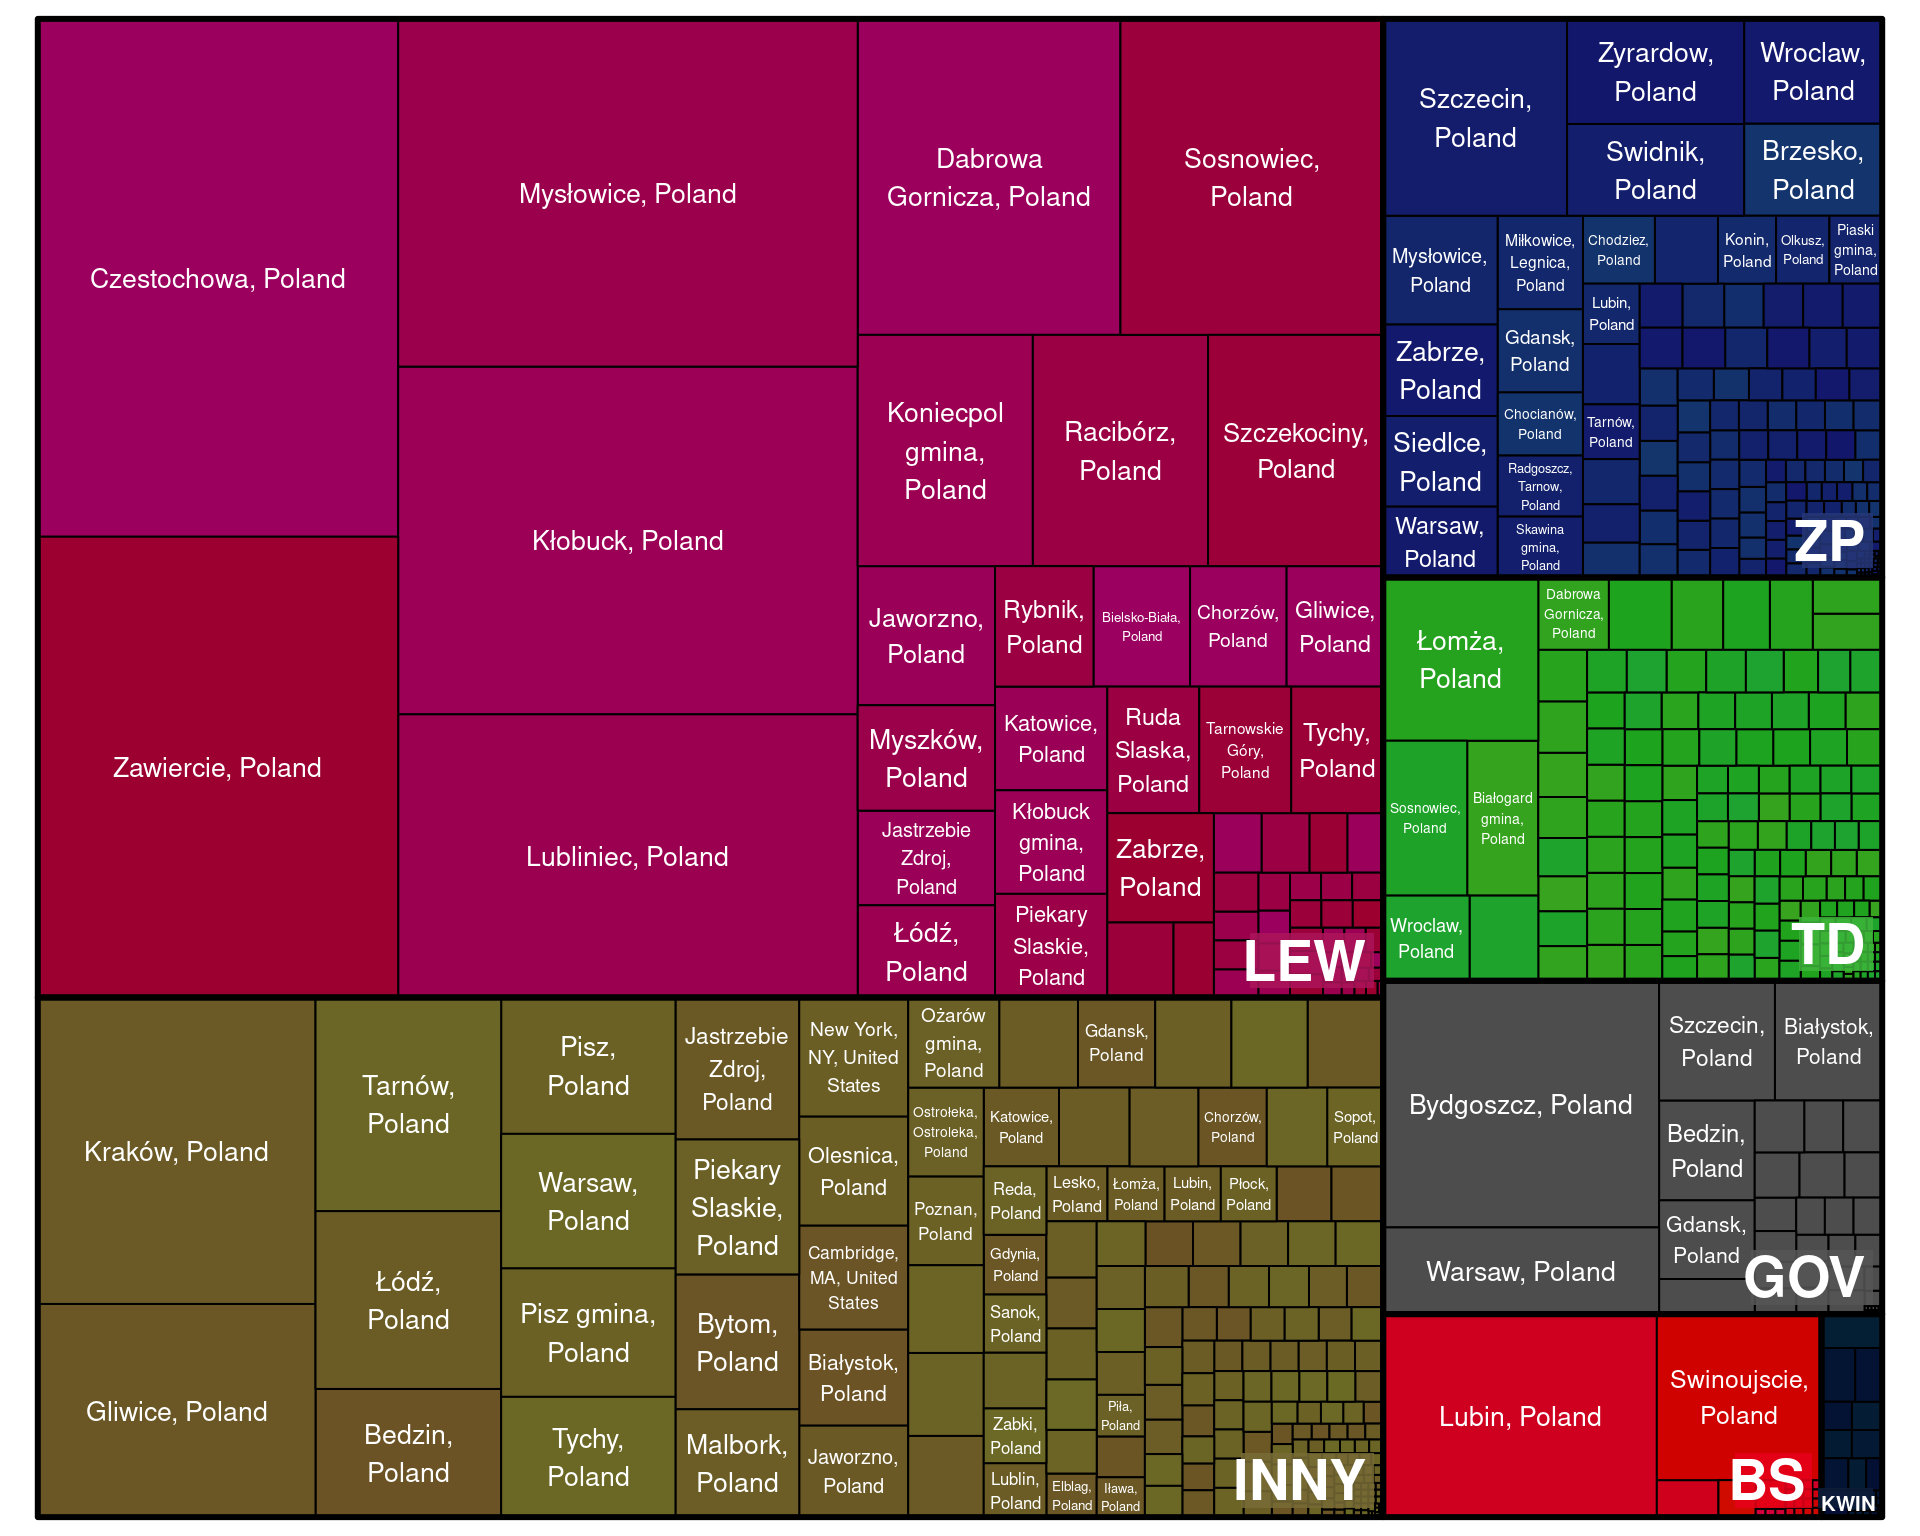 Czestochowa, Poland
Zawiercie, Poland
Mysłowice, Poland
Kłobuck, Poland
Lubliniec, Poland
Dabrowa
Gornicza, Poland
Sosnowiec,
Poland
Koniecpol
gmina,
Poland
Racibórz,
Poland
Szczekociny,
Poland
Jaworzno,
Poland
Myszków,
Poland
Jastrzebie
Zdroj,
Poland
Łódź,
Poland
Rybnik,
Poland
Bielsko-Biała,
Poland
Chorzów,
Poland
Gliwice,
Poland
Katowice,
Poland
Kłobuck
gmina,
Poland
Piekary
Slaskie,
Poland
Ruda
Slaska,
Poland
Tarnowskie
Góry,
Poland
Tychy,
Poland
Zabrze,
Poland
LEW
Szczecin,
Poland
Zyrardow,
Poland
Wroclaw,
Poland
Swidnik,
Poland
Brzesko,
Poland
Mysłowice,
Poland
Zabrze,
Poland
Siedlce,
Poland
Warsaw,
Poland
Miłkowice,
Legnica,
Poland
Gdansk,
Poland
Chocianów,
Poland
Radgoszcz,
Tarnow,
Poland
Skawina
gmina,
Poland
Chodziez,
Poland
Konin,
Poland
Olkusz,
Poland
Piaski
gmina,
Poland
Lubin,
Poland
Tarnów,
Poland
ZP
Łomża,
Poland
Dabrowa
Gornicza,
Poland
Sosnowiec,
Poland
Białogard
gmina,
Poland
Wroclaw,
Poland
TD
Bydgoszcz, Poland
Warsaw, Poland
Szczecin,
Poland
Białystok,
Poland
Bedzin,
Poland
Gdansk,
Poland
GOV
Lubin, Poland
Swinoujscie,
Poland
BS
KWIN
Kraków, Poland
Gliwice, Poland
Tarnów,
Poland
Łódź,
Poland
Bedzin,
Poland
Pisz,
Poland
Warsaw,
Poland
Pisz gmina,
Poland
Tychy,
Poland
Jastrzebie
Zdroj,
Poland
Piekary
Slaskie,
Poland
Bytom,
Poland
Malbork,
Poland
New York,
NY, United
States
Olesnica,
Poland
Cambridge,
MA, United
States
Białystok,
Poland
Jaworzno,
Poland
Ożarów
gmina,
Poland
Gdansk,
Poland
Ostrołeka,
Ostroleka,
Poland
Katowice,
Poland
Chorzów,
Poland
Sopot,
Poland
Poznan,
Poland
Reda,
Poland
Lesko,
Poland
Łomża,
Poland
Lubin,
Poland
Płock,
Poland
Gdynia,
Poland
Sanok,
Poland
Zabki,
Poland
Lublin,
Poland
Piła,
Poland
Elblag,
Poland
Iława,
Poland
INNY